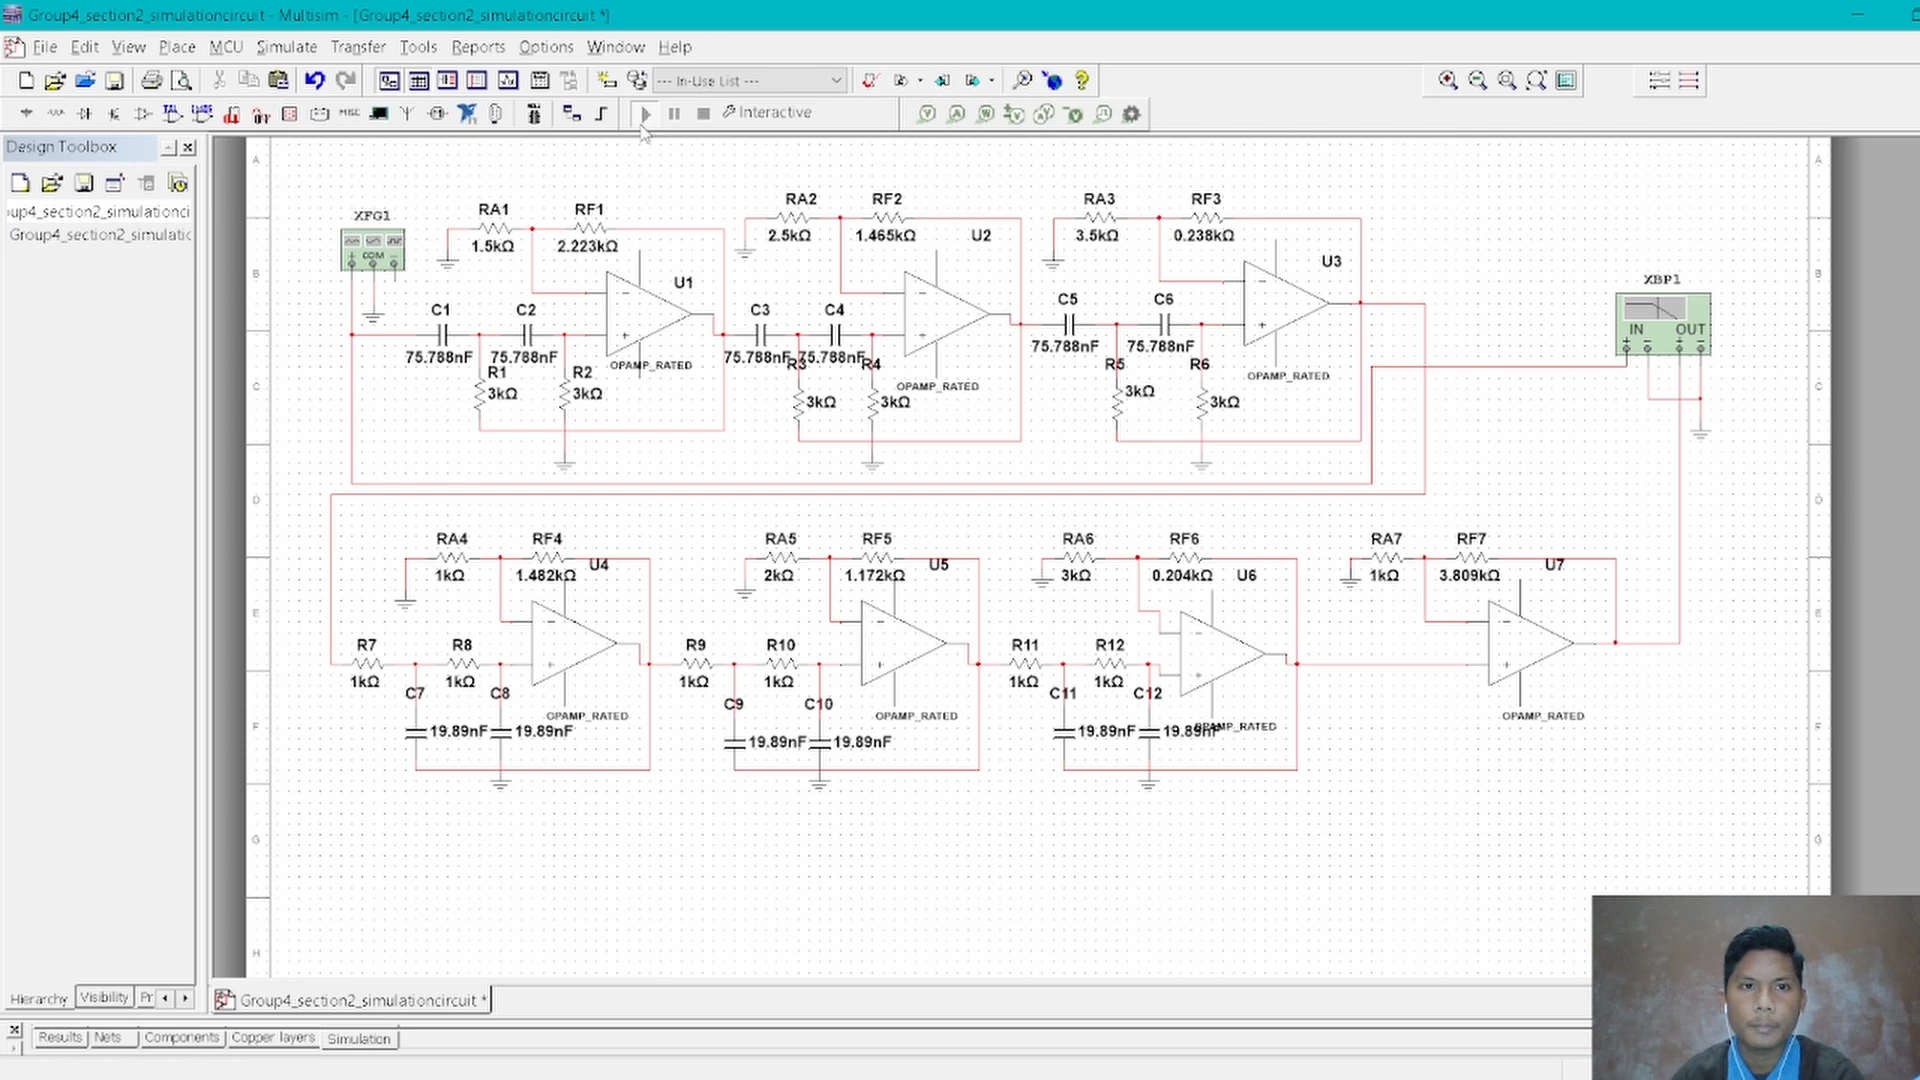 Group4_section2_simulationcircuit - Multisim - [Group4_section2_simulationcircuit *]
File Edit View Place MCU Simulate Transfer Tools Reports Options Window Help
--- In-Use List ---
MISC Interactive
Design Toolbox
up4_section2_simulationci
Group4_section2_simulatic
A A
B B
C C
D D
E E
F F
G G
H
XFG1
COM
RA1 RF1
1.5kΩ 2.223kΩ
U1
C1 C2
75.788nF 75.788nF
R1 R2
3kΩ 3kΩ
OPAMP_RATED
RA2 RF2
2.5kΩ 1.465kΩ
U2
C3 C4
75.788nF 75.788nF
R3 R4
3kΩ 3kΩ
OPAMP_RATED
RA3 RF3
3.5kΩ 0.238kΩ
U3
C5 C6
75.788nF 75.788nF
R5 R6
3kΩ 3kΩ
OPAMP_RATED
XBP1
IN OUT
RA4 RF4
1kΩ 1.482kΩ
U4
R7 R8
1kΩ 1kΩ
C7 C8
19.89nF 19.89nF
OPAMP_RATED
RA5 RF5
2kΩ 1.172kΩ
U5
R9 R10
1kΩ 1kΩ
C9 C10
19.89nF 19.89nF
OPAMP_RATED
RA6 RF6
3kΩ 0.204kΩ
U6
R11 R12
1kΩ 1kΩ
C11 C12
19.89nF 19.89nF
OPAMP_RATED
RA7 RF7
1kΩ 3.809kΩ
U7
OPAMP_RATED
Hierarchy Visibility Pr
Group4_section2_simulationcircuit *
Results Nets Components Copper layers Simulation